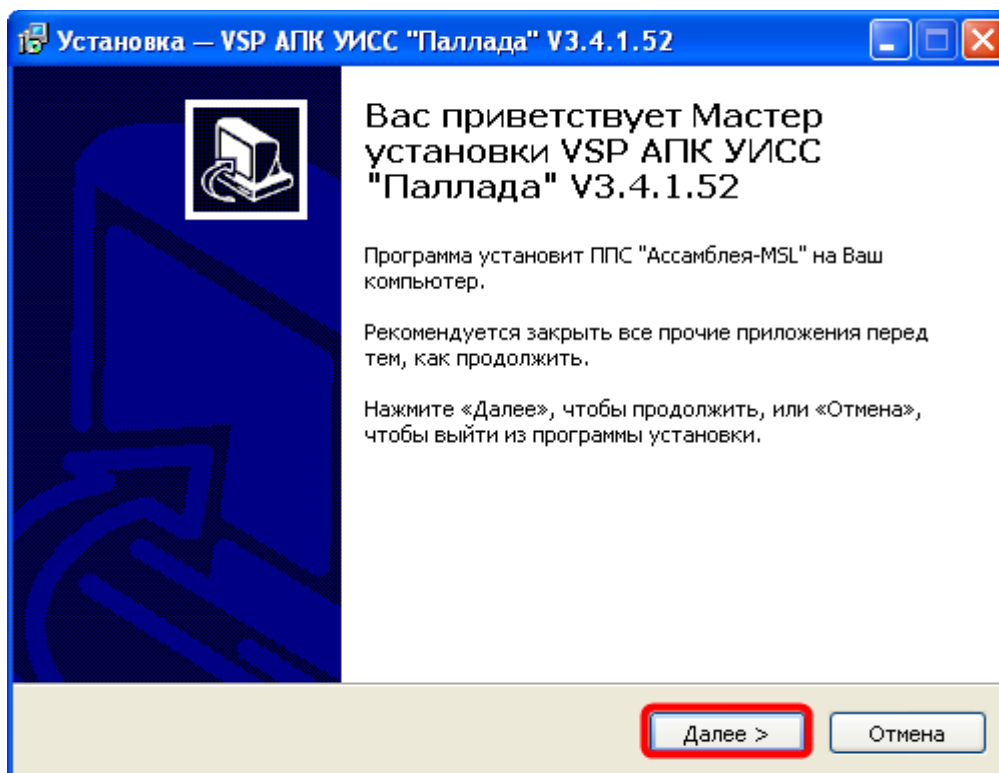 Установка — VSP АПК УИСС "Паллада" V3.4.1.52
Вас приветствует Мастер
установки VSP АПК УИСС
"Паллада" V3.4.1.52
Программа установит ППС "Ассамблея-MSL" на Ваш
компьютер.
Рекомендуется закрыть все прочие приложения перед
тем, как продолжить.
Нажмите «Далее», чтобы продолжить, или «Отмена»,
чтобы выйти из программы установки.
Далее >
Отмена